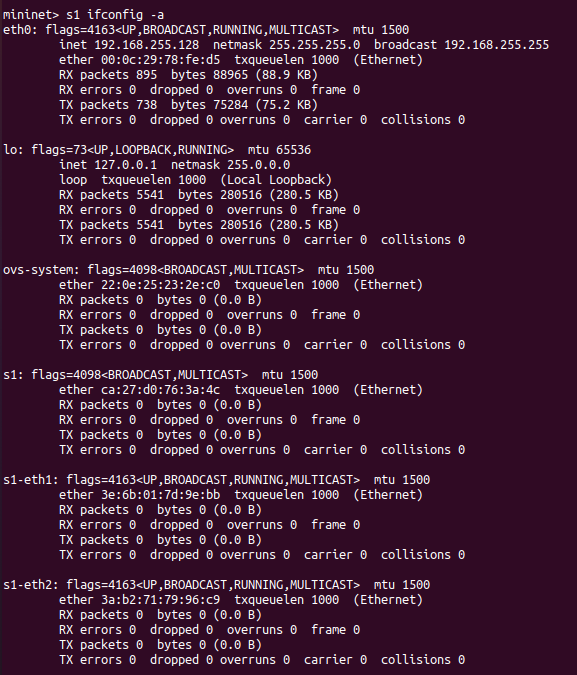 mininet> s1 ifconfig -a
eth0: flags=4163<UP,BROADCAST,RUNNING,MULTICAST>  mtu 1500
        inet 192.168.255.128  netmask 255.255.255.0  broadcast 192.168.255.255
        ether 00:0c:29:78:fe:d5  txqueuelen 1000  (Ethernet)
        RX packets 895  bytes 88965 (88.9 KB)
        RX errors 0  dropped 0  overruns 0  frame 0
        TX packets 738  bytes 75284 (75.2 KB)
        TX errors 0  dropped 0 overruns 0  carrier 0  collisions 0

lo: flags=73<UP,LOOPBACK,RUNNING>  mtu 65536
        inet 127.0.0.1  netmask 255.0.0.0
        loop  txqueuelen 1000  (Local Loopback)
        RX packets 5541  bytes 280516 (280.5 KB)
        RX errors 0  dropped 0  overruns 0  frame 0
        TX packets 5541  bytes 280516 (280.5 KB)
        TX errors 0  dropped 0 overruns 0  carrier 0  collisions 0

ovs-system: flags=4098<BROADCAST,MULTICAST>  mtu 1500
        ether 22:0e:25:23:2e:c0  txqueuelen 1000  (Ethernet)
        RX packets 0  bytes 0 (0.0 B)
        RX errors 0  dropped 0  overruns 0  frame 0
        TX packets 0  bytes 0 (0.0 B)
        TX errors 0  dropped 0 overruns 0  carrier 0  collisions 0

s1: flags=4098<BROADCAST,MULTICAST>  mtu 1500
        ether ca:27:d0:76:3a:4c  txqueuelen 1000  (Ethernet)
        RX packets 0  bytes 0 (0.0 B)
        RX errors 0  dropped 0  overruns 0  frame 0
        TX packets 0  bytes 0 (0.0 B)
        TX errors 0  dropped 0 overruns 0  carrier 0  collisions 0

s1-eth1: flags=4163<UP,BROADCAST,RUNNING,MULTICAST>  mtu 1500
        ether 3e:6b:01:7d:9e:bb  txqueuelen 1000  (Ethernet)
        RX packets 0  bytes 0 (0.0 B)
        RX errors 0  dropped 0  overruns 0  frame 0
        TX packets 0  bytes 0 (0.0 B)
        TX errors 0  dropped 0 overruns 0  carrier 0  collisions 0

s1-eth2: flags=4163<UP,BROADCAST,RUNNING,MULTICAST>  mtu 1500
        ether 3a:b2:71:79:96:c9  txqueuelen 1000  (Ethernet)
        RX packets 0  bytes 0 (0.0 B)
        RX errors 0  dropped 0  overruns 0  frame 0
        TX packets 0  bytes 0 (0.0 B)
        TX errors 0  dropped 0 overruns 0  carrier 0  collisions 0